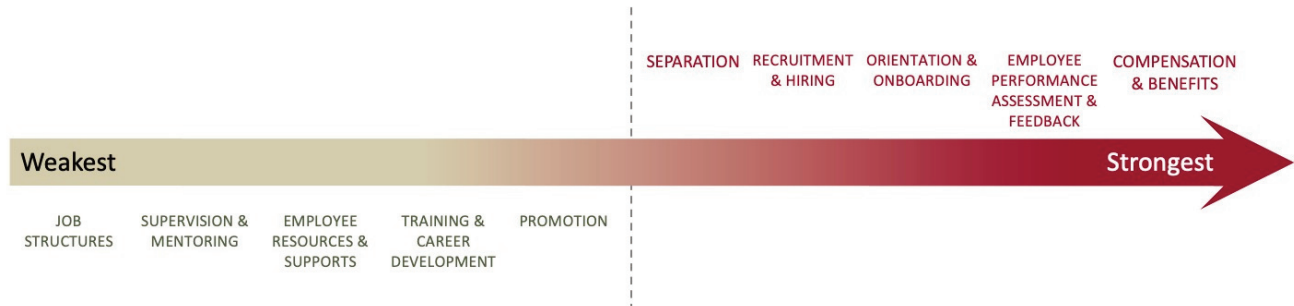 SEPARATION
RECRUITMENT
& HIRING
ORIENTATION &
ONBOARDING
EMPLOYEE
PERFORMANCE
ASSESSMENT &
FEEDBACK
COMPENSATION
& BENEFITS
Weakest
Strongest
JOB
STRUCTURES
SUPERVISION &
MENTORING
EMPLOYEE
RESOURCES &
SUPPORTS
TRAINING &
CAREER
DEVELOPMENT
PROMOTION